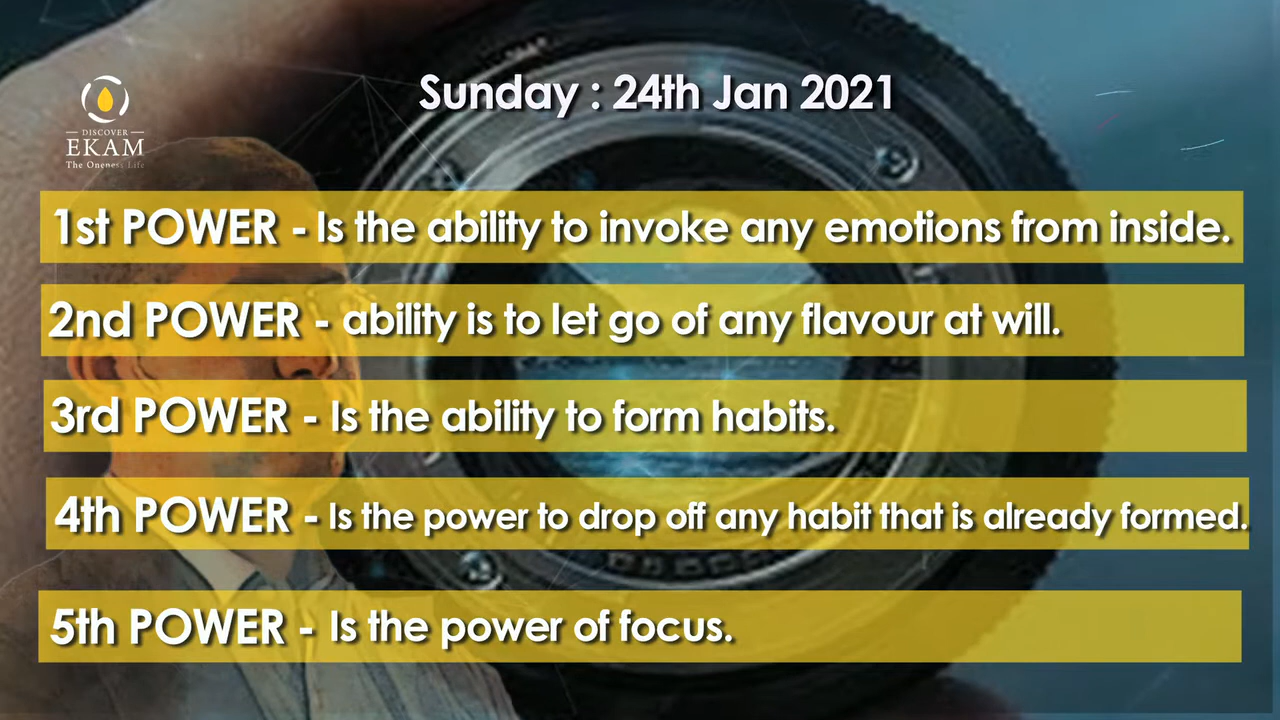 Sunday : 24th Jan 2021
DISCOVER
EKAM
The Oneness Life
1st POWER - Is the ability to invoke any emotions from inside.
2nd POWER - ability is to let go of any flavour at will.
3rd POWER - Is the ability to form habits.
4th POWER - Is the power to drop off any habit that is already formed.
5th POWER - Is the power of focus.